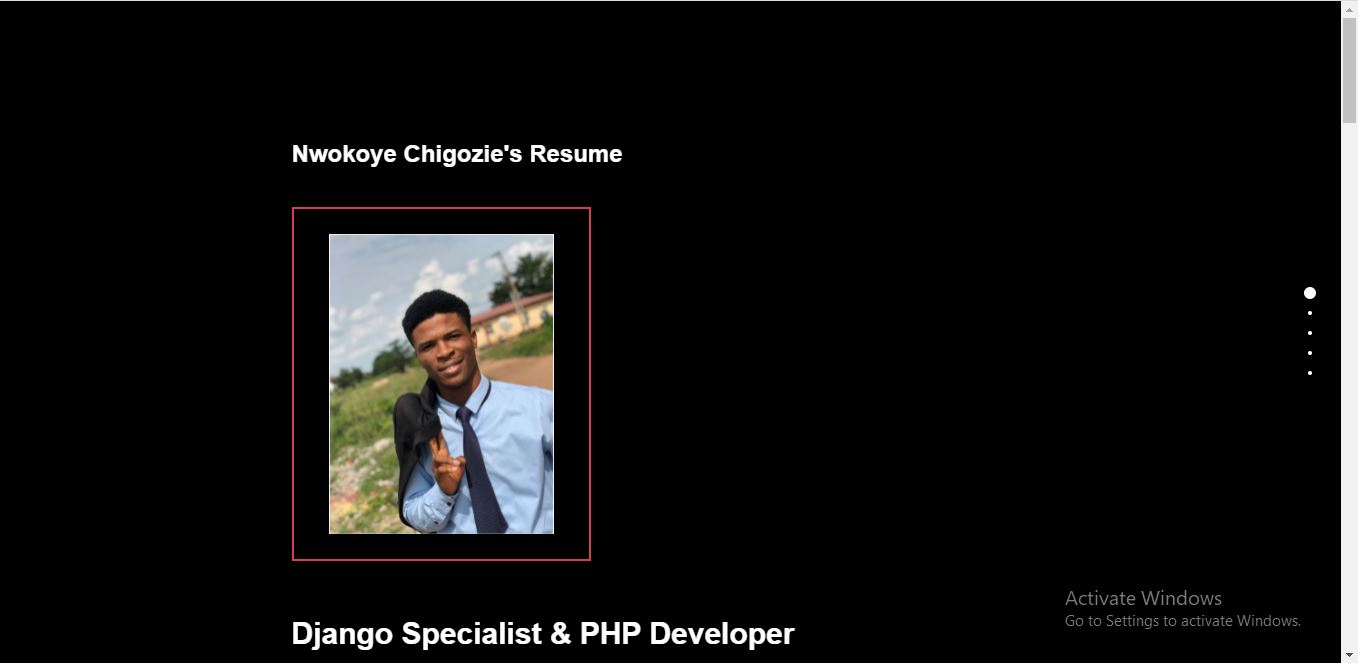 Nwokoye Chigozie's Resume
Django Specialist & PHP Developer
Activate Windows
Go to Settings to activate Windows.